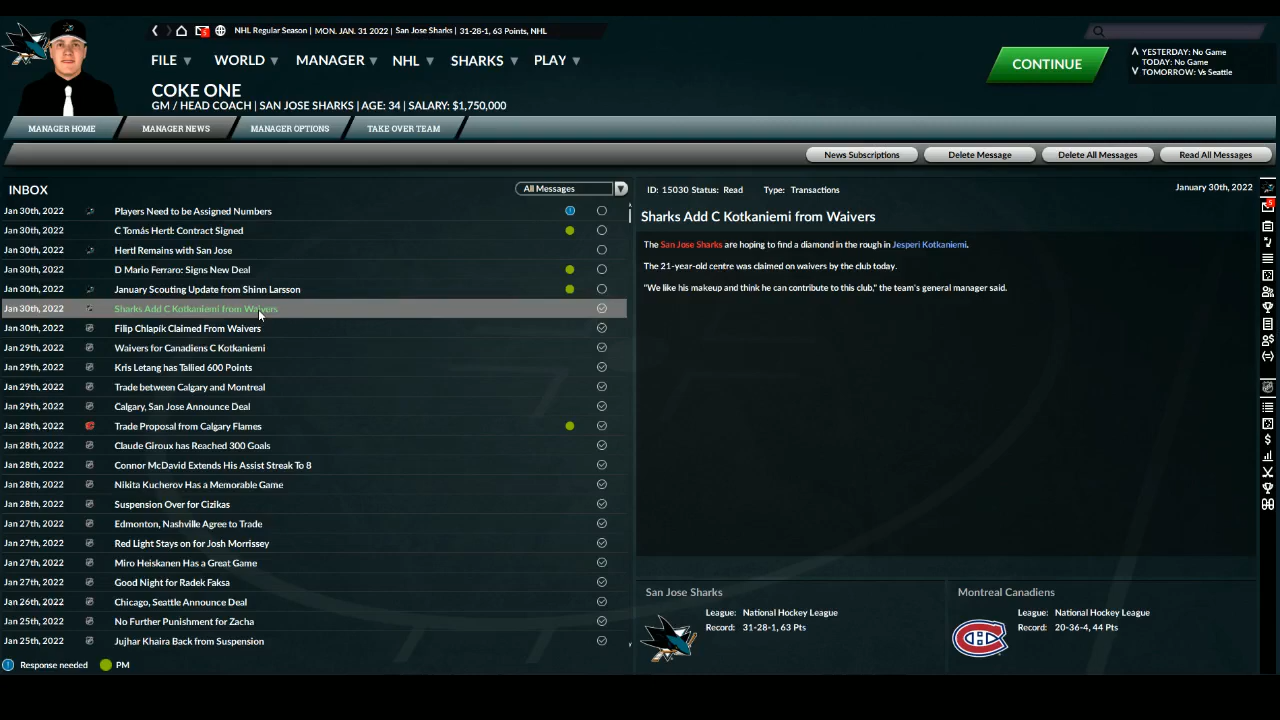 NHL Regular Season | MON. JAN. 31 2022 | San Jose Sharks | 31-28-1, 63 Points, NHL
FILE WORLD MANAGER NHL SHARKS PLAY
CONTINUE
YESTERDAY: No Game
TODAY: No Game
TOMORROW: Vs Seattle
COKE ONE
GM / HEAD COACH | SAN JOSE SHARKS | AGE: 34 | SALARY: $1,750,000
MANAGER HOME MANAGER NEWS MANAGER OPTIONS TAKE OVER TEAM
News Subscriptions Delete Message Delete All Messages Read All Messages
INBOX All Messages
Jan 30th, 2022 Players Need to be Assigned Numbers
Jan 30th, 2022 C Tomás Hertl: Contract Signed
Jan 30th, 2022 Hertl Remains with San Jose
Jan 30th, 2022 D Mario Ferraro: Signs New Deal
Jan 30th, 2022 January Scouting Update from Shinn Larsson
Jan 30th, 2022 Sharks Add C Kotkaniemi from Waivers
Jan 30th, 2022 Filip Chlapík Claimed From Waivers
Jan 29th, 2022 Waivers for Canadiens C Kotkaniemi
Jan 29th, 2022 Kris Letang has Tallied 600 Points
Jan 29th, 2022 Trade between Calgary and Montreal
Jan 29th, 2022 Calgary, San Jose Announce Deal
Jan 28th, 2022 Trade Proposal from Calgary Flames
Jan 28th, 2022 Claude Giroux has Reached 300 Goals
Jan 28th, 2022 Connor McDavid Extends His Assist Streak To 8
Jan 28th, 2022 Nikita Kucherov Has a Memorable Game
Jan 28th, 2022 Suspension Over for Cizikas
Jan 27th, 2022 Edmonton, Nashville Agree to Trade
Jan 27th, 2022 Red Light Stays on for Josh Morrissey
Jan 27th, 2022 Miro Heiskanen Has a Great Game
Jan 27th, 2022 Good Night for Radek Faksa
Jan 26th, 2022 Chicago, Seattle Announce Deal
Jan 25th, 2022 No Further Punishment for Zacha
Jan 25th, 2022 Jujhar Khaira Back from Suspension
Response needed PM
ID: 15030 Status: Read Type: Transactions January 30th, 2022
Sharks Add C Kotkaniemi from Waivers
The San Jose Sharks are hoping to find a diamond in the rough in Jesperi Kotkaniemi.
The 21-year-old centre was claimed on waivers by the club today.
"We like his makeup and think he can contribute to this club," the team's general manager said.
San Jose Sharks
League: National Hockey League
Record: 31-28-1, 63 Pts
Montreal Canadiens
League: National Hockey League
Record: 20-36-4, 44 Pts